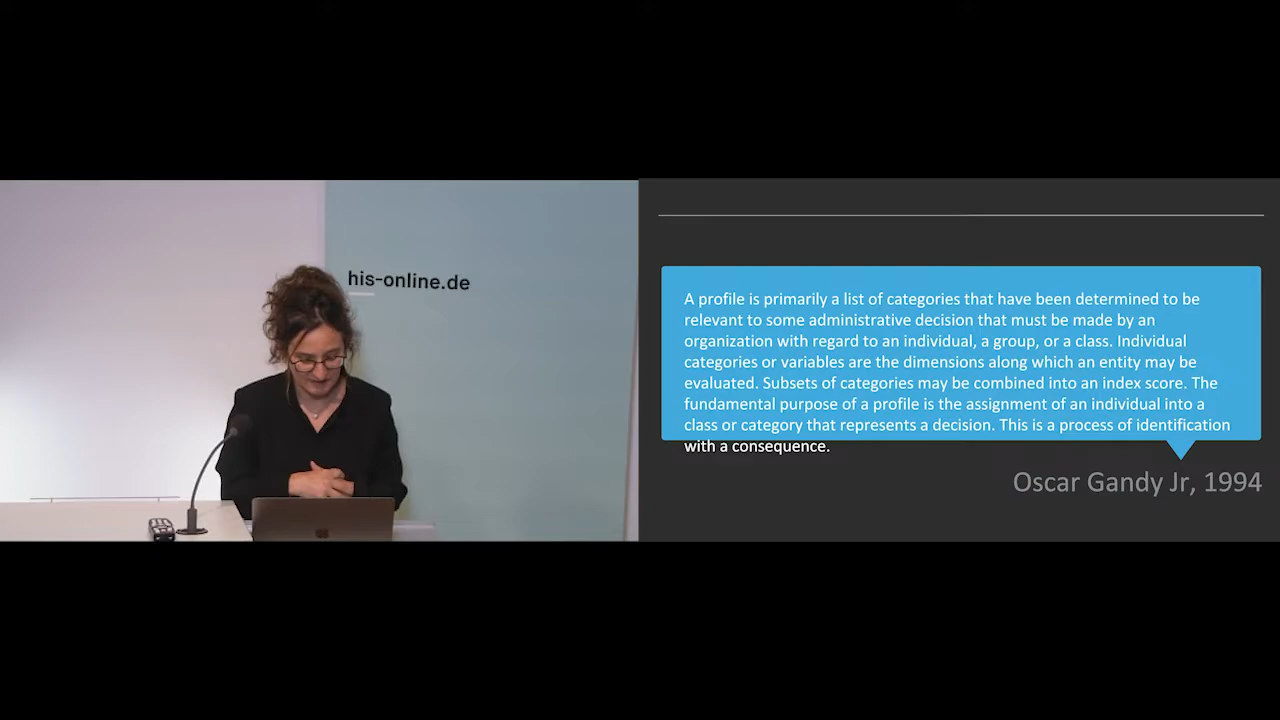 his-online.de
A profile is primarily a list of categories that have been determined to be
relevant to some administrative decision that must be made by an
organization with regard to an individual, a group, or a class. Individual
categories or variables are the dimensions along which an entity may be
evaluated. Subsets of categories may be combined into an index score. The
fundamental purpose of a profile is the assignment of an individual into a
class or category that represents a decision. This is a process of identification
with a consequence.
Oscar Gandy Jr, 1994